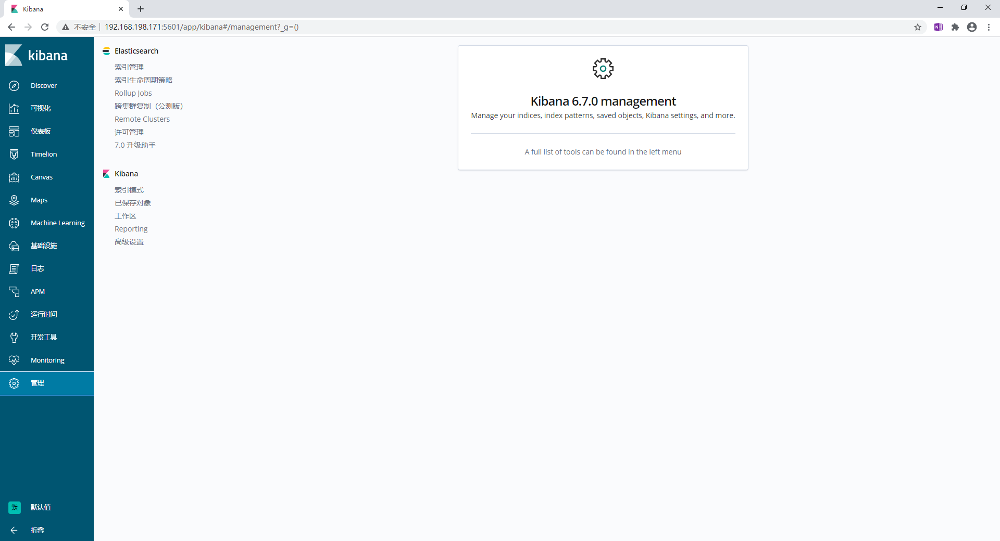 Kibana
不安全
192.168.198.171:5601/app/kibana#/management?_g=()
kibana
Discover
可视化
仪表板
Timelion
Canvas
Maps
Machine Learning
基础设施
日志
APM
运行时间
开发工具
Monitoring
管理
默 默认值
折叠
Elasticsearch
索引管理
索引生命周期策略
Rollup Jobs
跨集群复制（公测版）
Remote Clusters
许可管理
7.0 升级助手
Kibana
索引模式
已保存对象
工作区
Reporting
高级设置
Kibana 6.7.0 management
Manage your indices, index patterns, saved objects, Kibana settings, and more.
A full list of tools can be found in the left menu